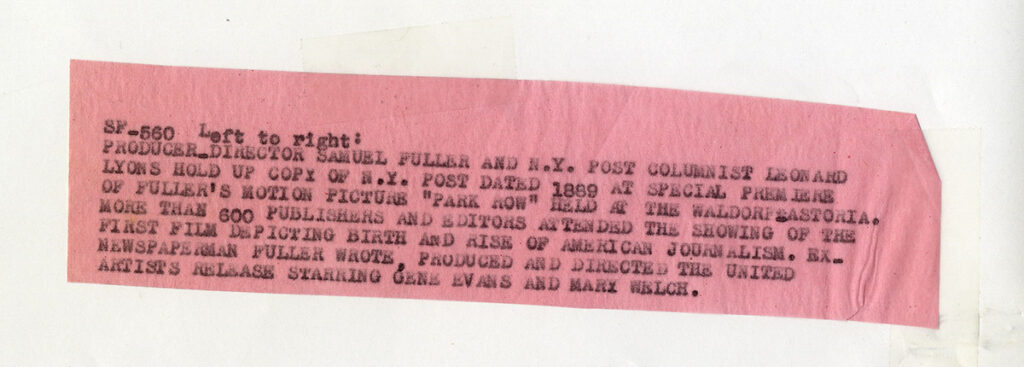 SF-560 Left to right:
PRODUCER-DIRECTOR SAMUEL FULLER AND N.Y. POST COLUMNIST LEONARD
LYONS HOLD UP COPY OF N.Y. POST DATED 1889 AT SPECIAL PREMIERE
OF FULLER'S MOTION PICTURE "PARK ROW" HELD AT THE WALDORF-ASTORIA.
MORE THAN 600 PUBLISHERS AND EDITORS ATTENDED THE SHOWING OF THE
FIRST FILM DEPICTING BIRTH AND RISE OF AMERICAN JOURNALISM. EX-
NEWSPAPERMAN FULLER WROTE, PRODUCED AND DIRECTED THE UNITED
ARTISTS RELEASE STARRING GENE EVANS AND MARY WELCH.